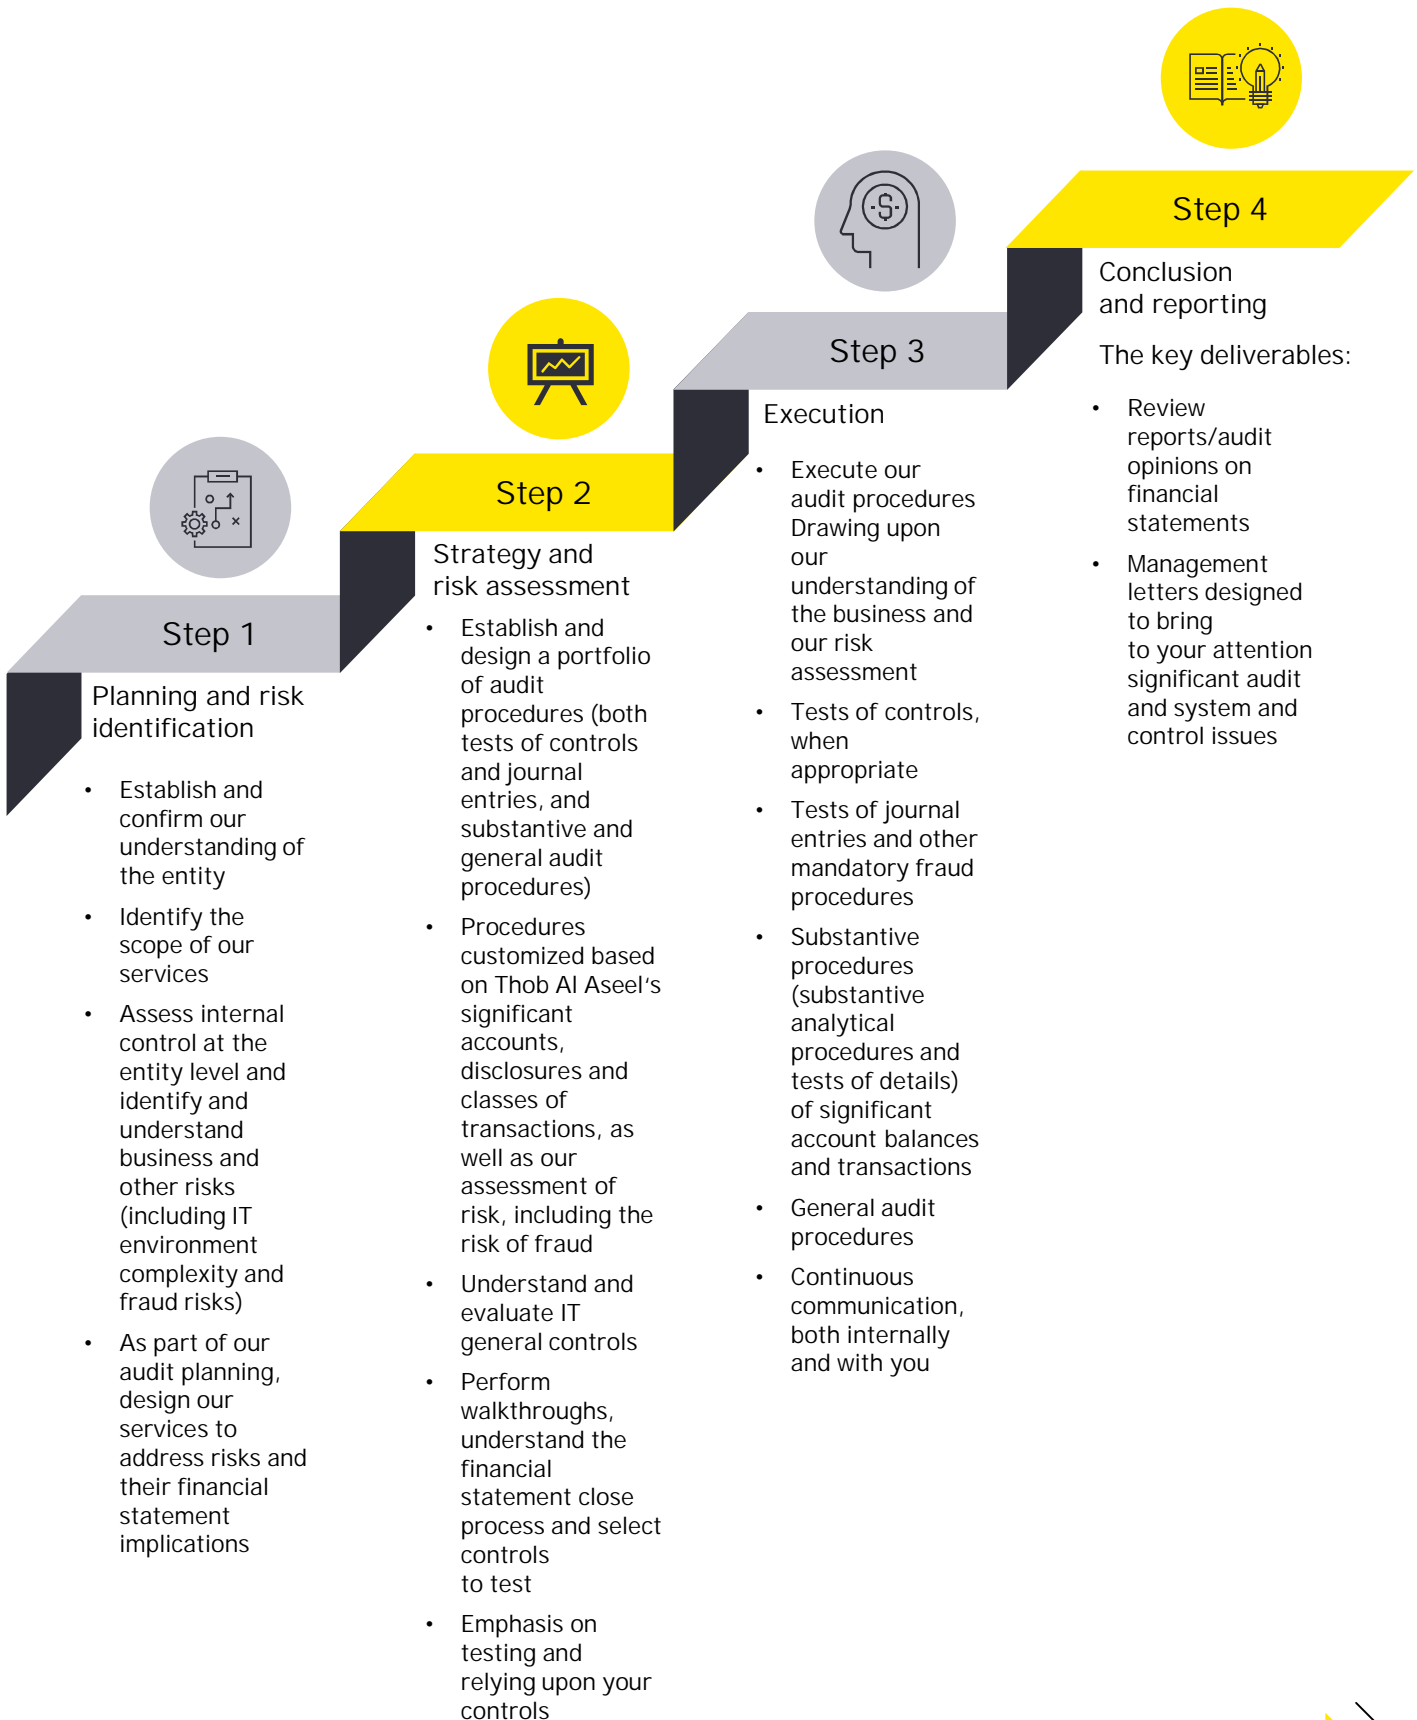 Step 1
Planning and risk
identification
• Establish and
confirm our
understanding of
the entity
• Identify the
scope of our
services
• Assess internal
control at the
entity level and
identify and
understand
business and
other risks
(including IT
environment
complexity and
fraud risks)
• As part of our
audit planning,
design our
services to
address risks and
their financial
statement
implications
Step 2
Strategy and
risk assessment
• Establish and
design a portfolio
of audit
procedures (both
tests of controls
and journal
entries, and
substantive and
general audit
procedures)
• Procedures
customized based
on Thob Al Aseel's
significant
accounts,
disclosures and
classes of
transactions, as
well as our
assessment of
risk, including the
risk of fraud
• Understand and
evaluate IT
general controls
• Perform
walkthroughs,
understand the
financial
statement close
process and select
controls
to test
• Emphasis on
testing and
relying upon your
controls
Step 3
Execution
• Execute our
audit procedures
Drawing upon
our
understanding of
the business and
our risk
assessment
• Tests of controls,
when
appropriate
• Tests of journal
entries and other
mandatory fraud
procedures
• Substantive
procedures
(substantive
analytical
procedures and
tests of details)
of significant
account balances
and transactions
• General audit
procedures
• Continuous
communication,
both internally
and with you
Step 4
Conclusion
and reporting
The key deliverables:
• Review
reports/audit
opinions on
financial
statements
• Management
letters designed
to bring
to your attention
significant audit
and system and
control issues